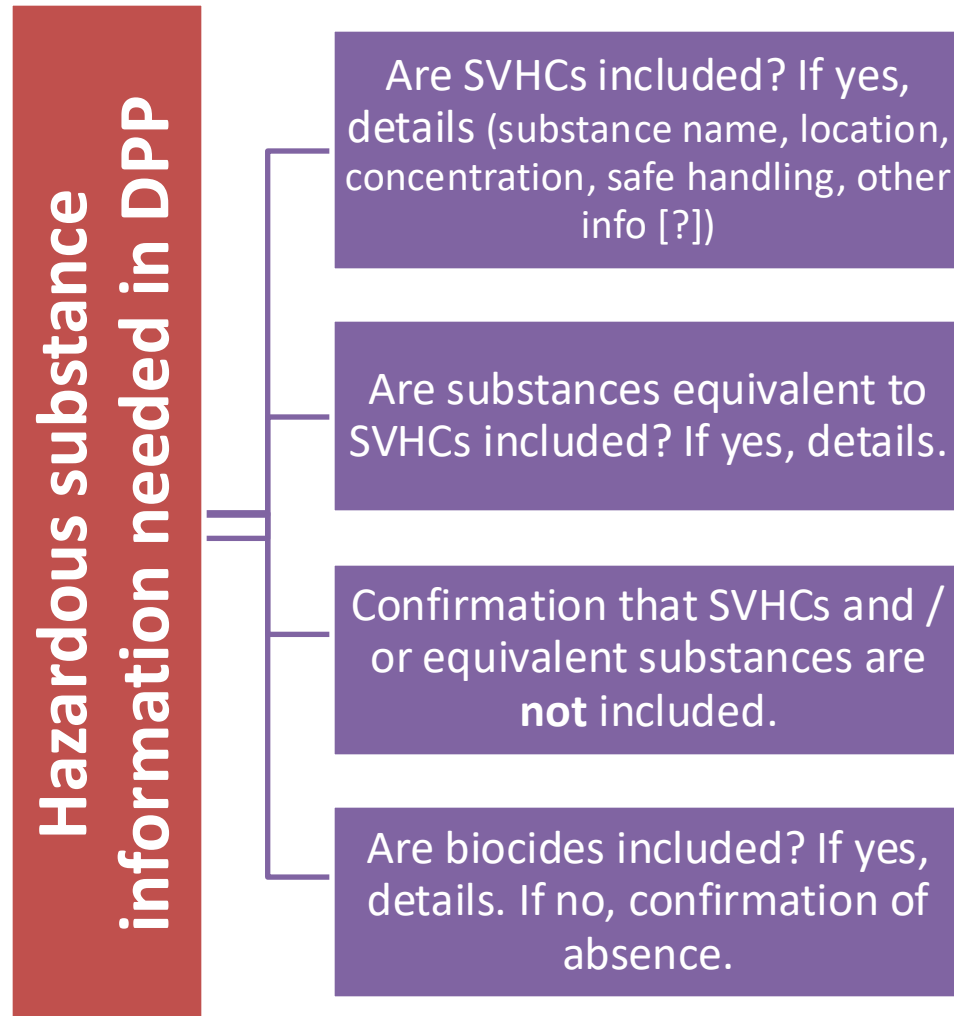 Hazardous substance
information needed in DPP
Are SVHCs included? If yes,
details (substance name, location,
concentration, safe handling, other
info [?])
Are substances equivalent to
SVHCs included? If yes, details.
Confirmation that SVHCs and /
or equivalent substances are
not included.
Are biocides included? If yes,
details. If no, confirmation of
absence.